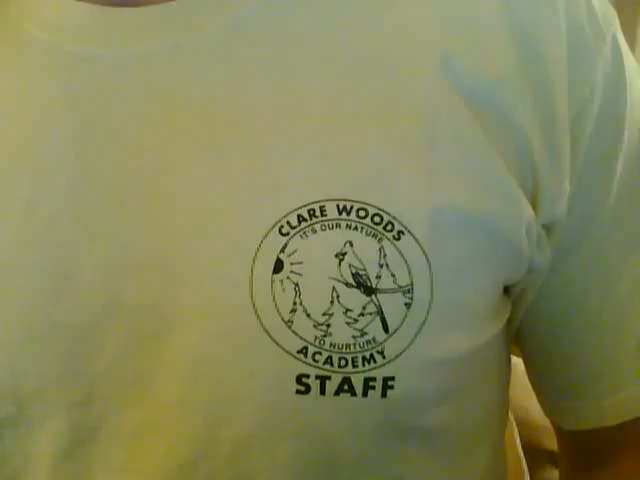 CLARE WOODS
IT'S OUR NATURE
TO NURTURE
ACADEMY
STAFF